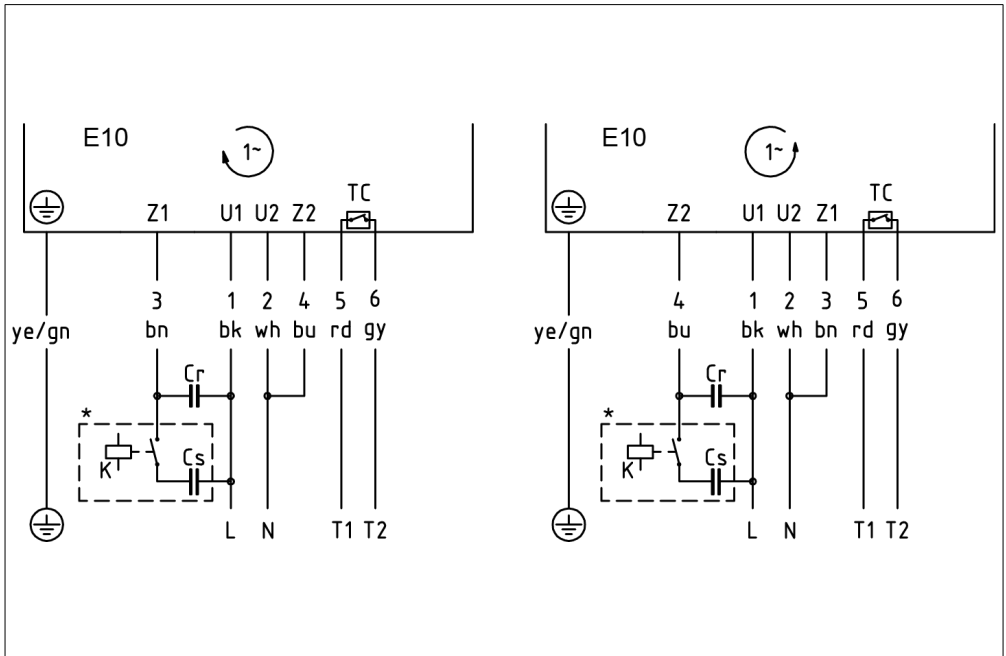 E10
1~
TC
Z1 U1 U2 Z2
3 1 2 4 5 6
ye/gn bn bk wh bu rd gy
Cr
*
K
Cs
L N T1 T2
E10
1~
TC
Z2 U1 U2 Z1
4 1 2 3 5 6
ye/gn bu bk wh bn rd gy
Cr
*
K
Cs
L N T1 T2